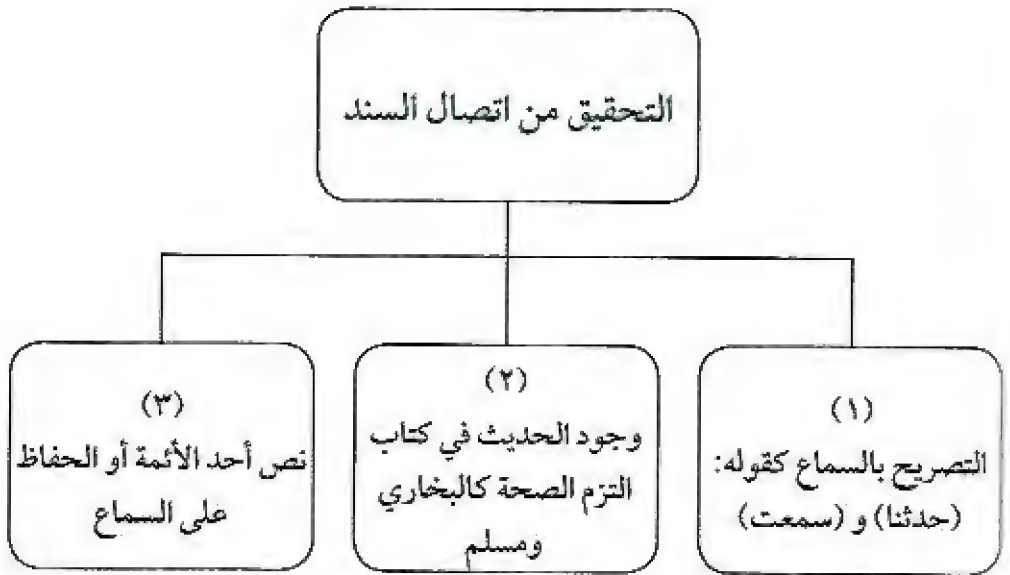 التحقيق من اتصال السند
(١)
التصريح بالسماع كقوله:
(حدثنا) و (سمعت)
(٢)
وجود الحديث في كتاب
التزم الصحة كالبخاري
ومسلم
(٣)
نص أحد الأئمة أو الحفاظ
على السماع